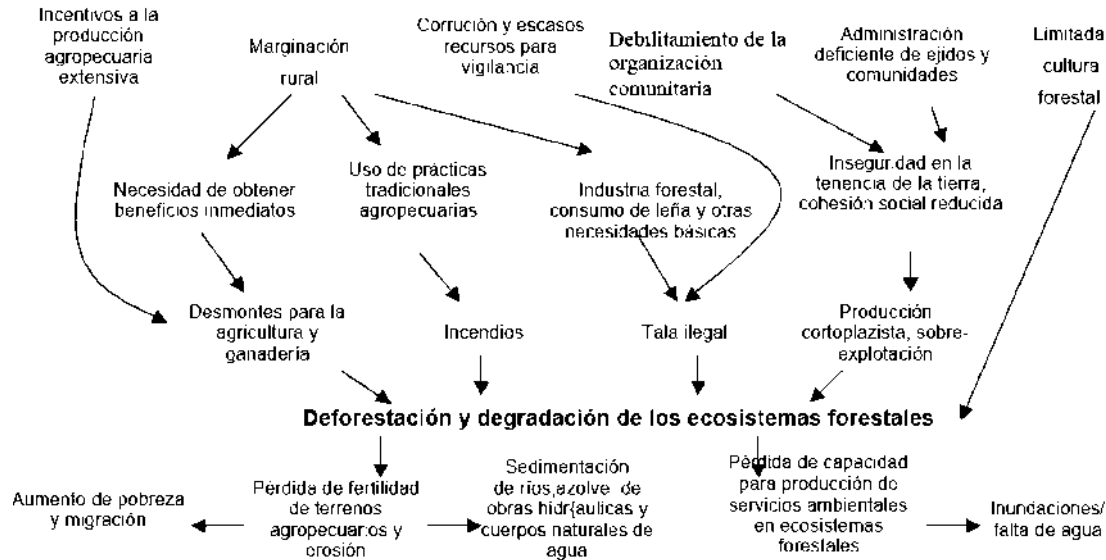 Incentivos a la
producción
agropecuaria
extensiva
Marginación
rural
Corrución y escasos
recursos para
vigilancia
Debilitamiento de la
organización
comunitaria
Administración
deficiente de ejidos y
comunidades
Limitada
cultura
forestal
Necesidad de obtener
beneficios inmediatos
Uso de prácticas
tradicionales
agropecuarias
Industria forestal,
consumo de leña y otras
necesidades básicas
Inseguridad en la
tenencia de la tierra,
cohesión social reducida
Desmontes para la
agricultura y
ganadería
Incendios
Tala ilegal
Producción
cortoplazista, sobre-
explotación
Deforestación y degradación de los ecosistemas forestales
Aumento de pobreza
y migración
Pérdida de fertilidad
de terrenos
agropecuarios y
erosión
Sedimentación
de ríos,azolve de
obras hidr{aulicas y
cuerpos naturales de
agua
Pérdida de capacidad
para producción de
servicios ambientales
en ecosistemas
forestales
Inundaciones/
falta de agua